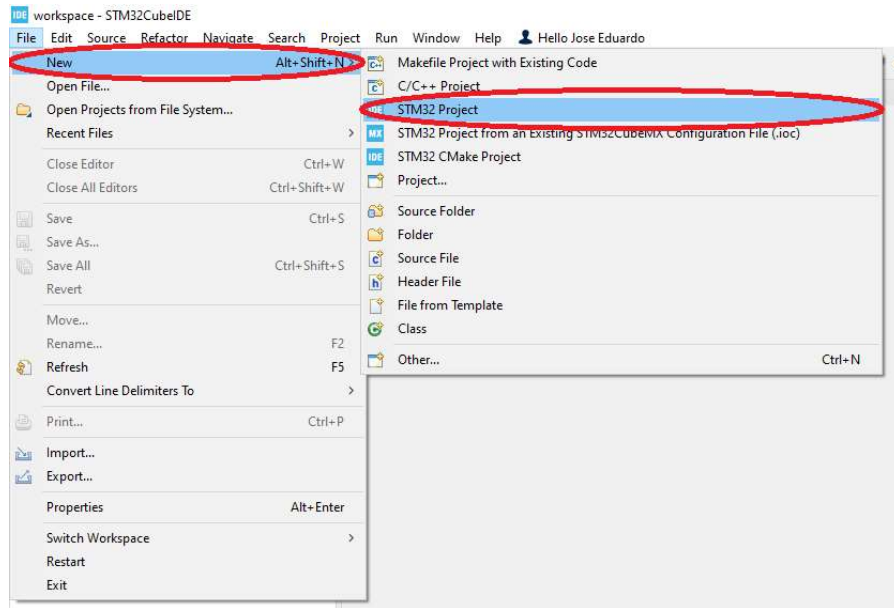 IDE workspace - STM32CubeIDE
File Edit Source Refactor Navigate Search Project Run Window Help Hello Jose Eduardo
New Alt+Shift+N >
Open File...
Open Projects from File System...
Recent Files >
Close Editor Ctrl+W
Close All Editors Ctrl+Shift+W
Save Ctrl+S
Save As...
Save All Ctrl+Shift+S
Revert
Move...
Rename... F2
Refresh F5
Convert Line Delimiters To >
Print... Ctrl+P
Import...
Export...
Properties Alt+Enter
Switch Workspace >
Restart
Exit
Makefile Project with Existing Code
C/C++ Project
IDE STM32 Project
MX STM32 Project from an Existing STM32CubeMX Configuration File (.ioc)
IDE STM32 CMake Project
Project...
Source Folder
Folder
Source File
Header File
File from Template
Class
Other... Ctrl+N